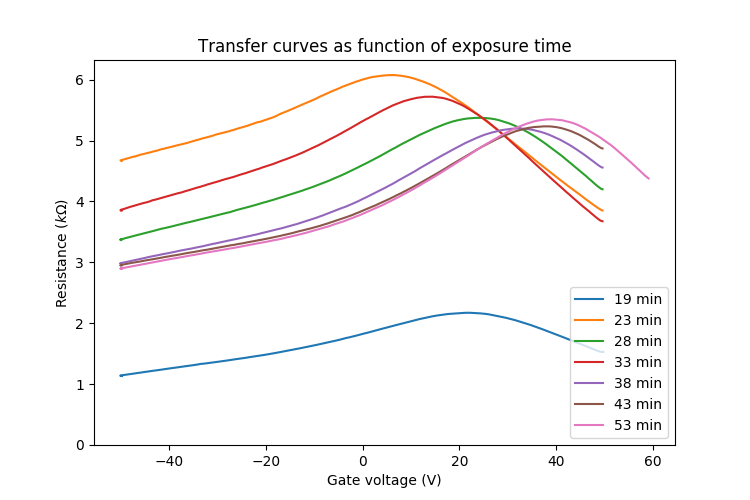 Transfer curves as function of exposure time
Resistance (kΩ)
6
5
4
3
2
1
0
−40
−20
0
20
40
60
Gate voltage (V)
19 min
23 min
28 min
33 min
38 min
43 min
53 min